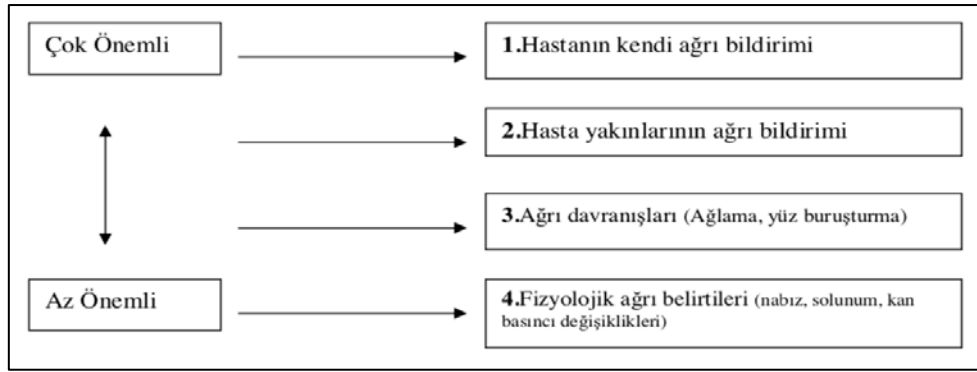 Çok Önemli
1.Hastanın kendi ağrı bildirimi
2.Hasta yakınlarının ağrı bildirimi
3.Ağrı davranışları (Ağlama, yüz buruşturma)
Az Önemli
4.Fizyolojik ağrı belirtileri (nabız, solunum, kan
basıncı değişiklikleri)